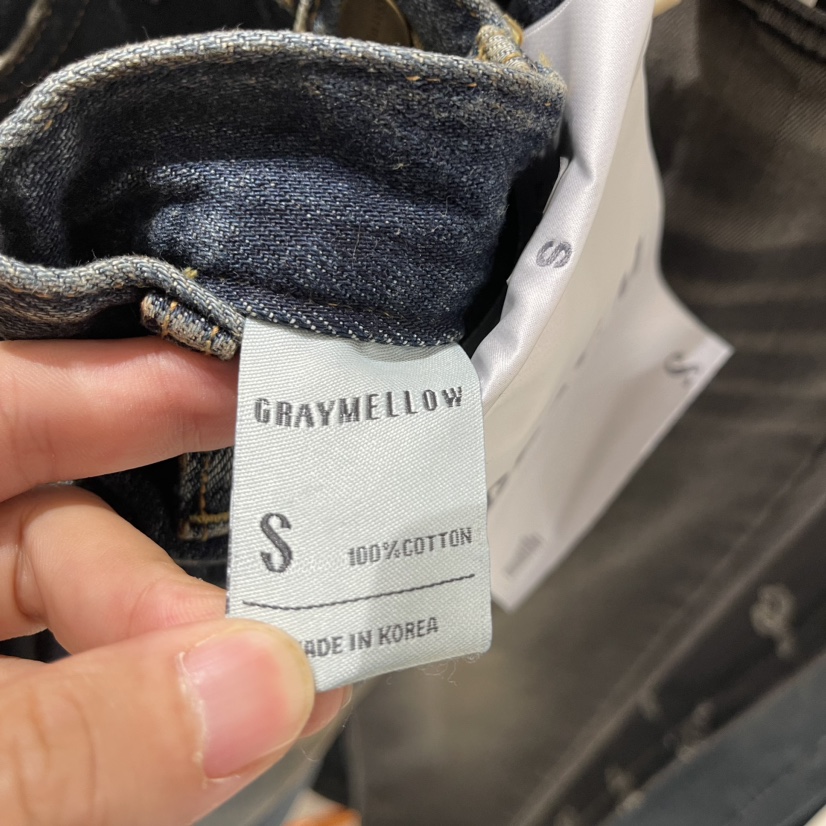 GRAYMELLOW
S
100%COTTON
ADE IN KOREA
S
S.